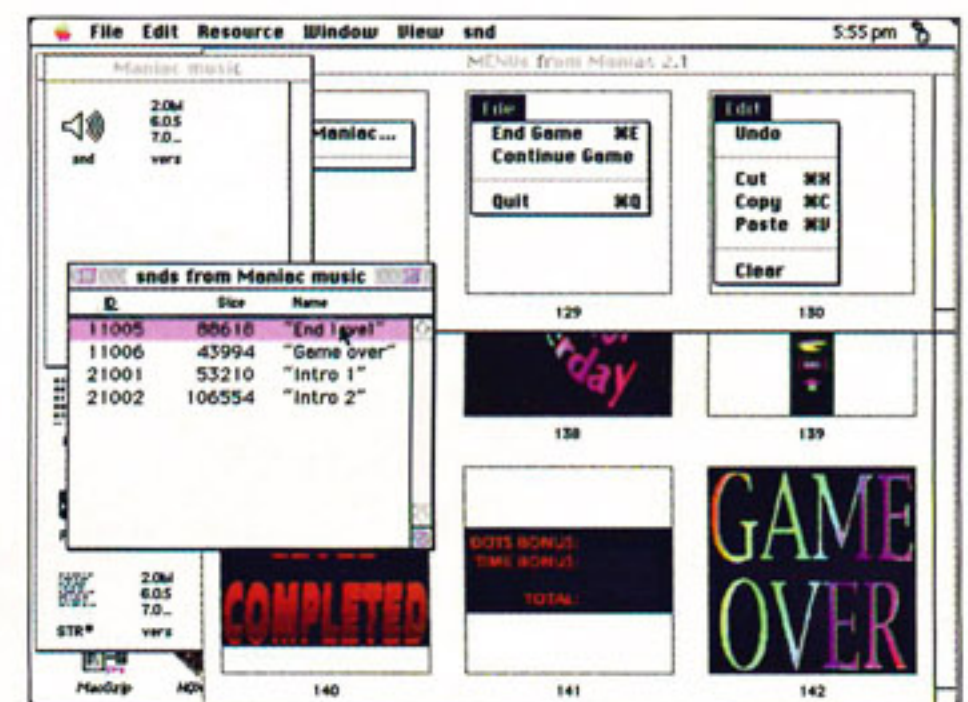 File Edit Resource Window View snd 5:55 pm
Maniac music
MENUs from Maniac 2.1
snd
2.0b1
6.0.5
7.0...
vers
Maniac...
File
End Game ⌘E
Continue Game
Quit ⌘Q
129
Edit
Undo
Cut ⌘X
Copy ⌘C
Paste ⌘V
Clear
130
snds from Maniac music
ID Size Name
11005 88618 "End level"
11006 43994 "Game over"
21001 53210 "Intro 1"
21002 106554 "Intro 2"
rday
138
139
STR*
2.0b1
6.0.5
7.0...
vers
COMPLETED
140
DOTS BONUS:
TIME BONUS:
TOTAL:
141
GAME
OVER
142